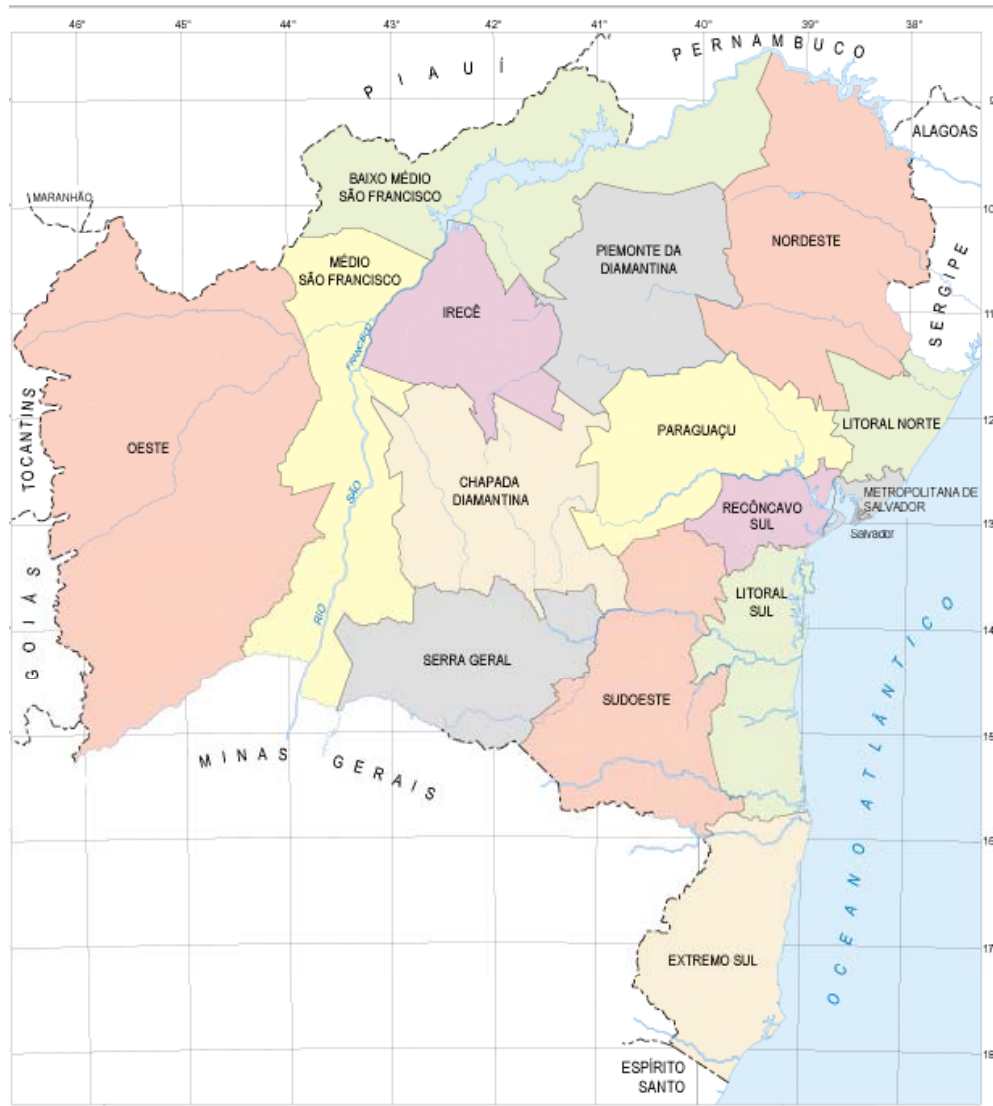 46° 45° 44° 43° 42° 41° 40° 39° 38°
PIAUÍ
PERNAMBUCO
9
ALAGOAS
BAIXO MÉDIO
SÃO FRANCISCO
MARANHÃO
10
NORDESTE
PIEMONTE DA
DIAMANTINA
MÉDIO
SÃO FRANCISCO
SERGIPE
IRECÊ
11
FRANCISCO
TOCANTINS
12
LITORAL NORTE
PARAGUAÇU
OESTE
CHAPADA
DIAMANTINA
SÃO
METROPOLITANA DE
SALVADOR
RECÔNCAVO
SUL
13
Salvador
GOIÁS
LITORAL
SUL
RIO
14
SERRA GERAL
SUDOESTE
OCEANO ATLÂNTICO
15
MINAS GERAIS
16
EXTREMO SUL
17
18
ESPÍRITO
SANTO